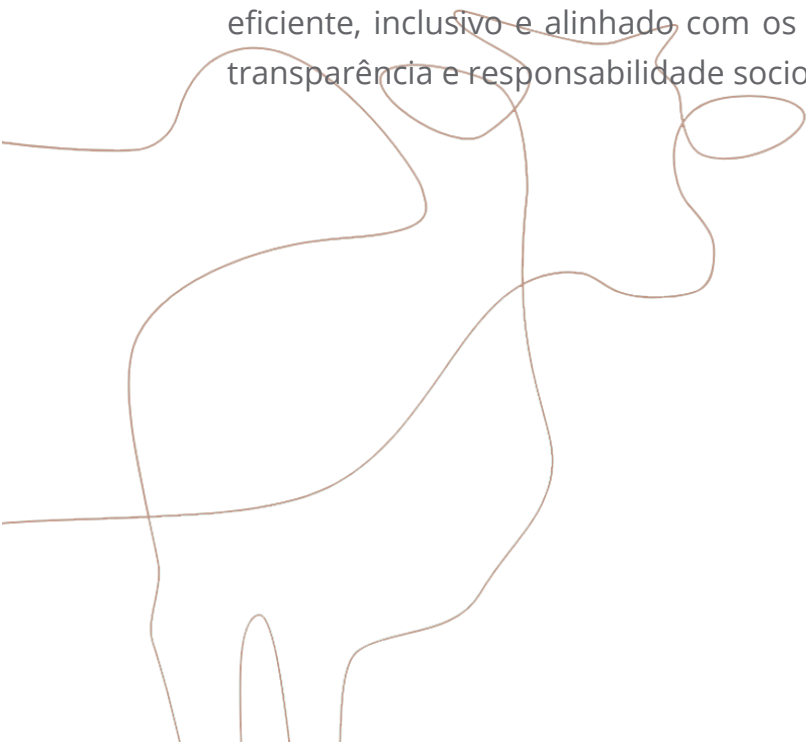 eficiente, inclusivo e alinhado com os
transparência e responsabilidade socio